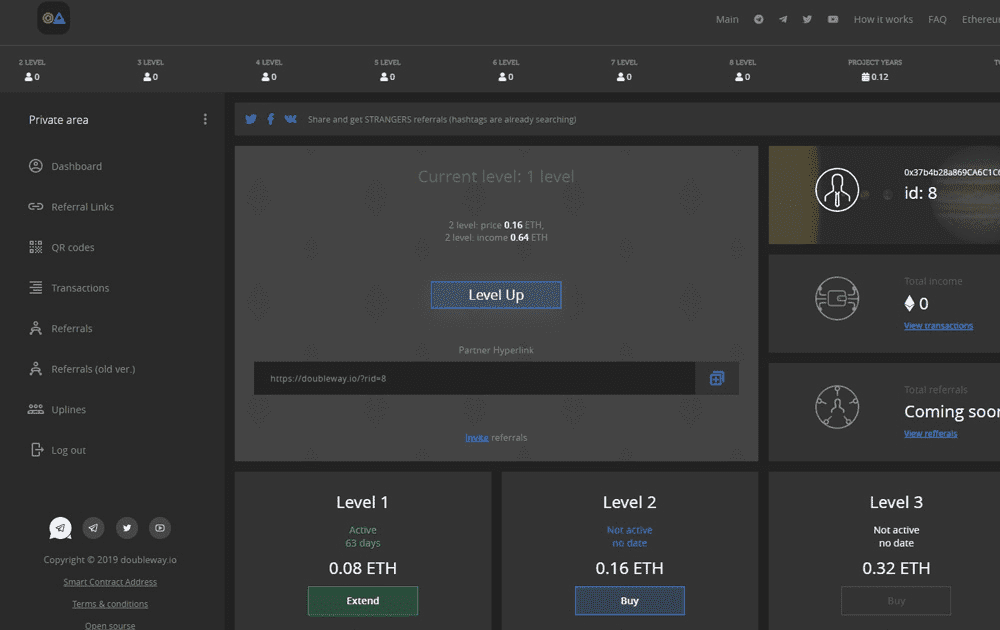 Main
How it works
FAQ
2 LEVEL
0
3 LEVEL
0
4 LEVEL
0
5 LEVEL
0
6 LEVEL
0
7 LEVEL
0
8 LEVEL
0
PROJECT YEARS
0.12
Private area
Dashboard
Referral Links
QR codes
Transactions
Referrals
Referrals (old ver.)
Uplines
Log out
Copyright © 2019 doubleway.io
Smart Contract Address
Terms & conditions
Open sourse
Share and get STRANGERS referrals (hashtags are already searching)
Current level: 1 level
2 level: price 0.16 ETH,
2 level: income 0.64 ETH
Level Up
Partner Hyperlink
https://doubleway.io/?rid=8
Invite referrals
id: 8
Total income
0
View transactions
Total referrals
Coming soon
View refferals
Level 1
Active
63 days
0.08 ETH
Extend
Level 2
Not active
no date
0.16 ETH
Buy
Level 3
Not active
no date
0.32 ETH
Buy